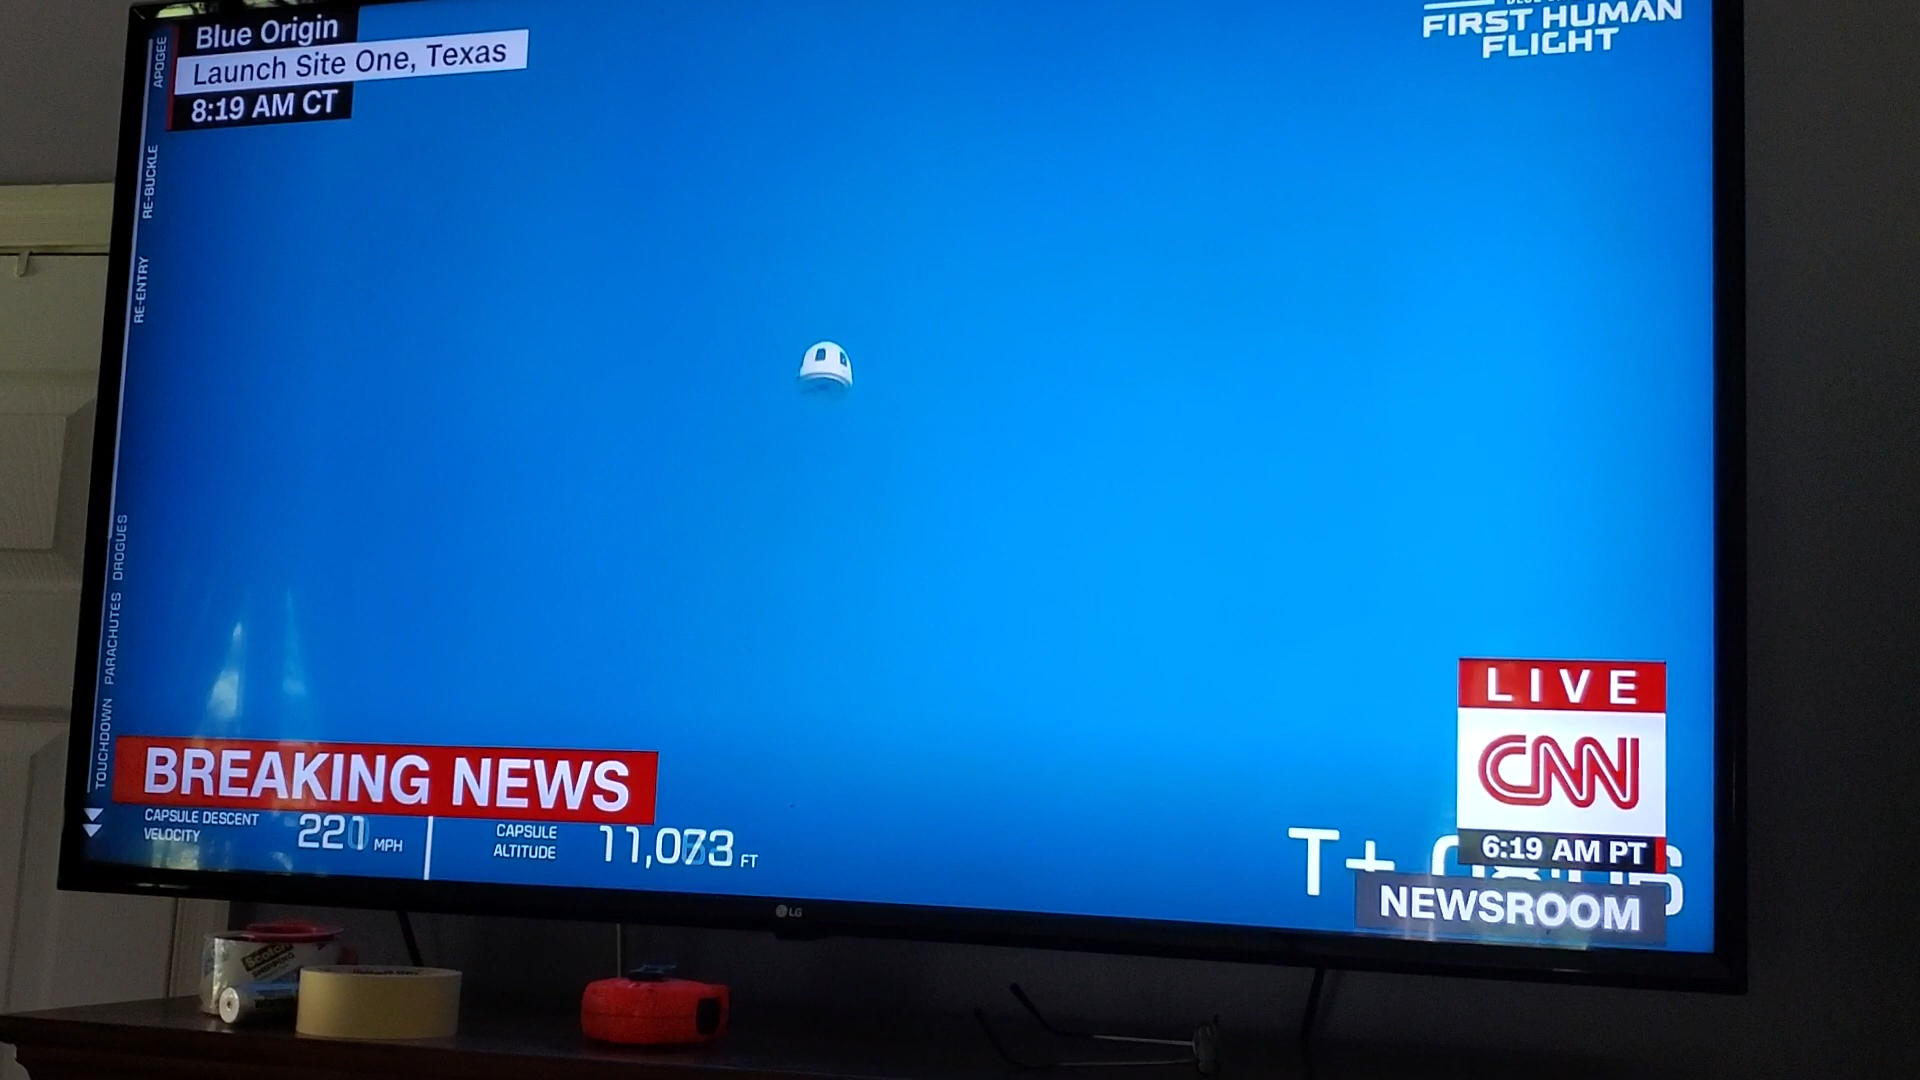 Blue Origin
Launch Site One, Texas
8:19 AM CT
FIRST HUMAN
FLIGHT
APOGEE
RE-BUCKLE
RE-ENTRY
DROGUES
PARACHUTES
TOUCHDOWN
LIVE
CNN
6:19 AM PT
NEWSROOM
BREAKING NEWS
CAPSULE DESCENT
VELOCITY
MPH
CAPSULE
ALTITUDE
FT
T+
LG
Scotch
SHIPPING